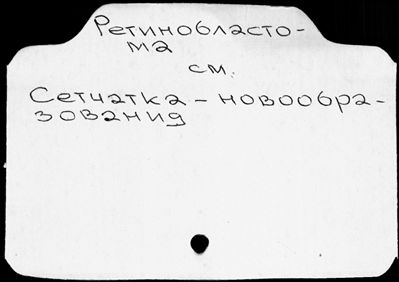 Ретинобласто-
ма
см.
Сетчатка – новообра-
зования